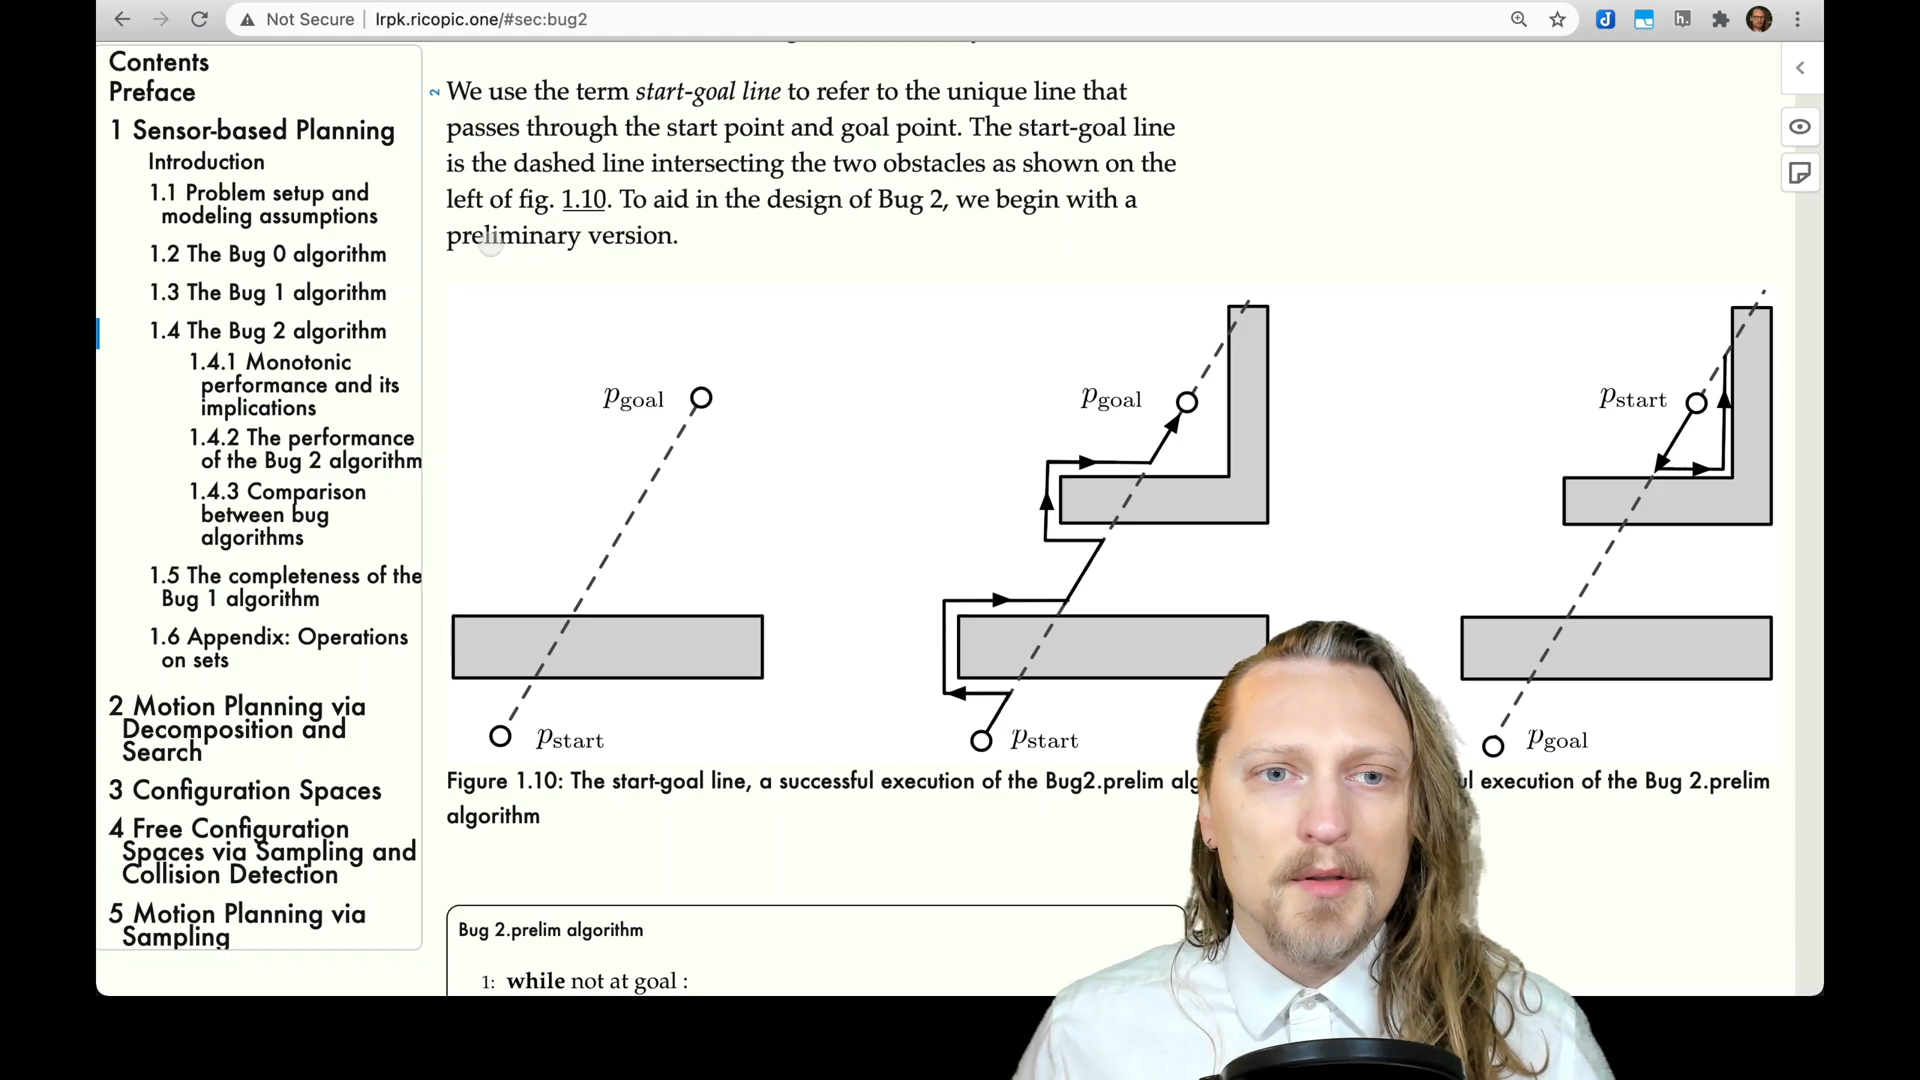 Not Secure | lrpk.ricopic.one/#sec:bug2
Contents
Preface
1 Sensor-based Planning
Introduction
1.1 Problem setup and
modeling assumptions
1.2 The Bug 0 algorithm
1.3 The Bug 1 algorithm
1.4 The Bug 2 algorithm
1.4.1 Monotonic
performance and its
implications
1.4.2 The performance
of the Bug 2 algorithm
1.4.3 Comparison
between bug
algorithms
1.5 The completeness of the
Bug 1 algorithm
1.6 Appendix: Operations
on sets
2 Motion Planning via
Decomposition and
Search
3 Configuration Spaces
4 Free Configuration
Spaces via Sampling and
Collision Detection
5 Motion Planning via
Sampling
2 We use the term start-goal line to refer to the unique line that
passes through the start point and goal point. The start-goal line
is the dashed line intersecting the two obstacles as shown on the
left of fig. 1.10. To aid in the design of Bug 2, we begin with a
preliminary version.
pgoal
pstart
pgoal
pstart
pstart
pgoal
Figure 1.10: The start-goal line, a successful execution of the Bug2.prelim execution of the Bug 2.prelim
algorithm
Bug 2.prelim algorithm
1: while not at goal :